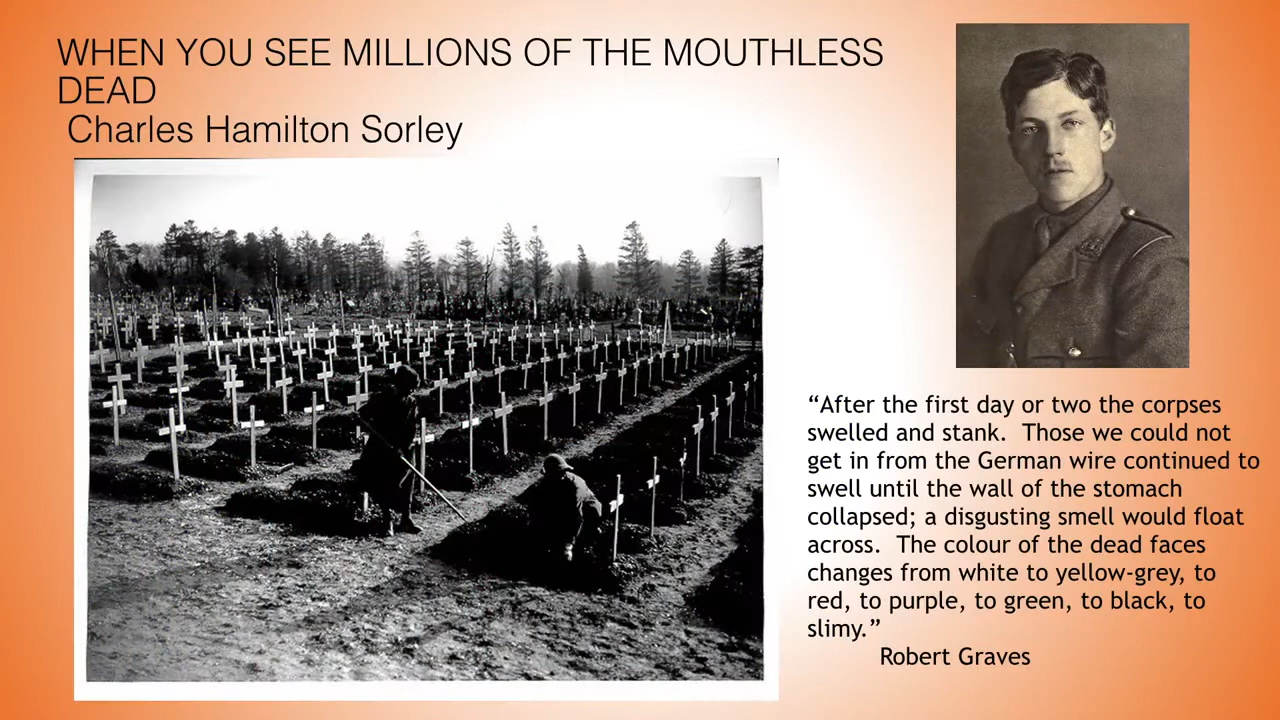 WHEN YOU SEE MILLIONS OF THE MOUTHLESS
DEAD
Charles Hamilton Sorley
“After the first day or two the corpses
swelled and stank.  Those we could not
get in from the German wire continued to
swell until the wall of the stomach
collapsed; a disgusting smell would float
across.  The colour of the dead faces
changes from white to yellow-grey, to
red, to purple, to green, to black, to
slimy.”
Robert Graves